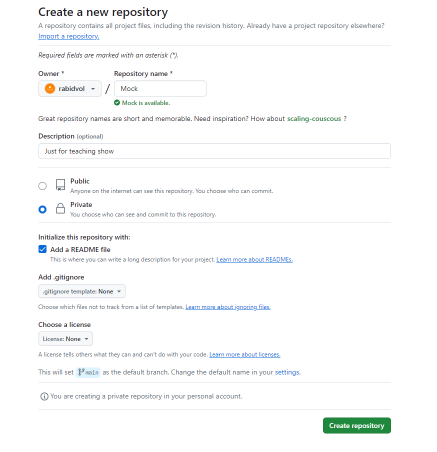 Create a new repository
A repository contains all project files, including the revision history. Already have a project repository elsewhere?
Import a repository.
Required fields are marked with an asterisk (*).
Owner * Repository name *
rabidvol / Mock
Mock is available.
Great repository names are short and memorable. Need inspiration? How about scaling-couscous ?
Description (optional)
Just for teaching show
Public
Anyone on the internet can see this repository. You choose who can commit.
Private
You choose who can see and commit to this repository.
Initialize this repository with:
Add a README file
This is where you can write a long description for your project. Learn more about READMEs.
Add .gitignore
.gitignore template: None
Choose which files not to track from a list of templates. Learn more about ignoring files.
Choose a license
License: None
A license tells others what they can and can't do with your code. Learn more about licenses.
This will set main as the default branch. Change the default name in your settings.
You are creating a private repository in your personal account.
Create repository